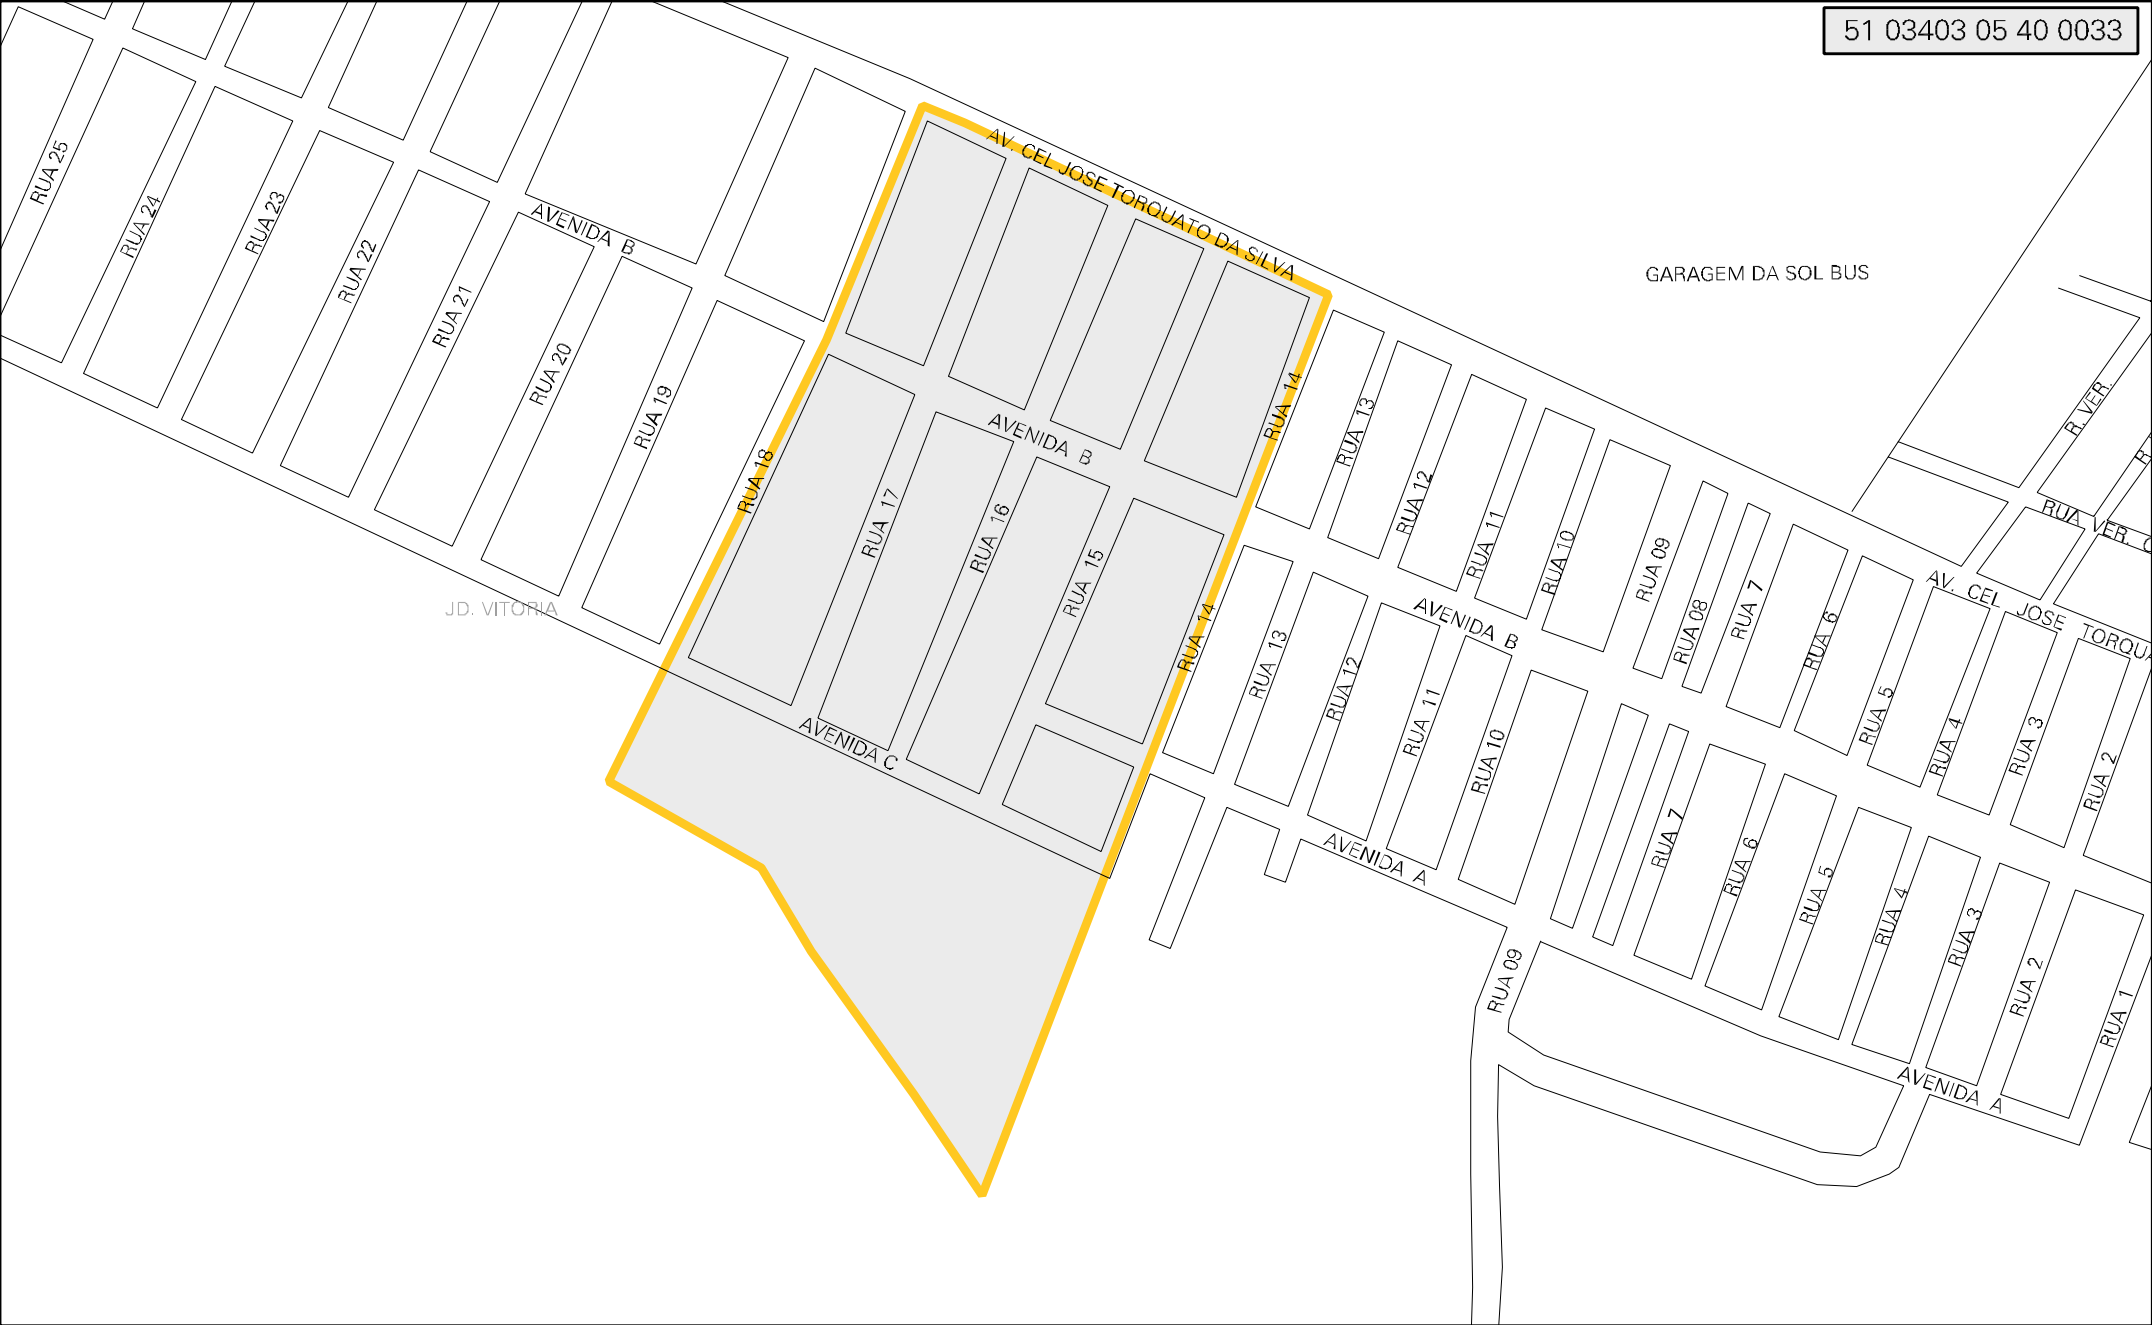 51 03403 05 40 0033
AV. CEL JOSE TORQUATO DA SILVA
GARAGEM DA SOL BUS
RUA 25
RUA 24
RUA 23
RUA 22
RUA 21
RUA 20
RUA 19
RUA 18
AVENIDA B
AVENIDA B
RUA 17
RUA 16
RUA 15
RUA 14
RUA 14
RUA 13
RUA 12
RUA 11
RUA 10
RUA 09
RUA 08
RUA 7
RUA 6
RUA 5
RUA 4
RUA 3
RUA 2
R. VER.
R.
RUA VER.
AV. CEL JOSE
JD. VITORIA
AVENIDA B
AVENIDA C
RUA 13
RUA 12
RUA 11
RUA 10
AVENIDA A
RUA 09
RUA 7
RUA 6
RUA 5
RUA 4
RUA 3
RUA 2
RUA 1
AVENIDA A